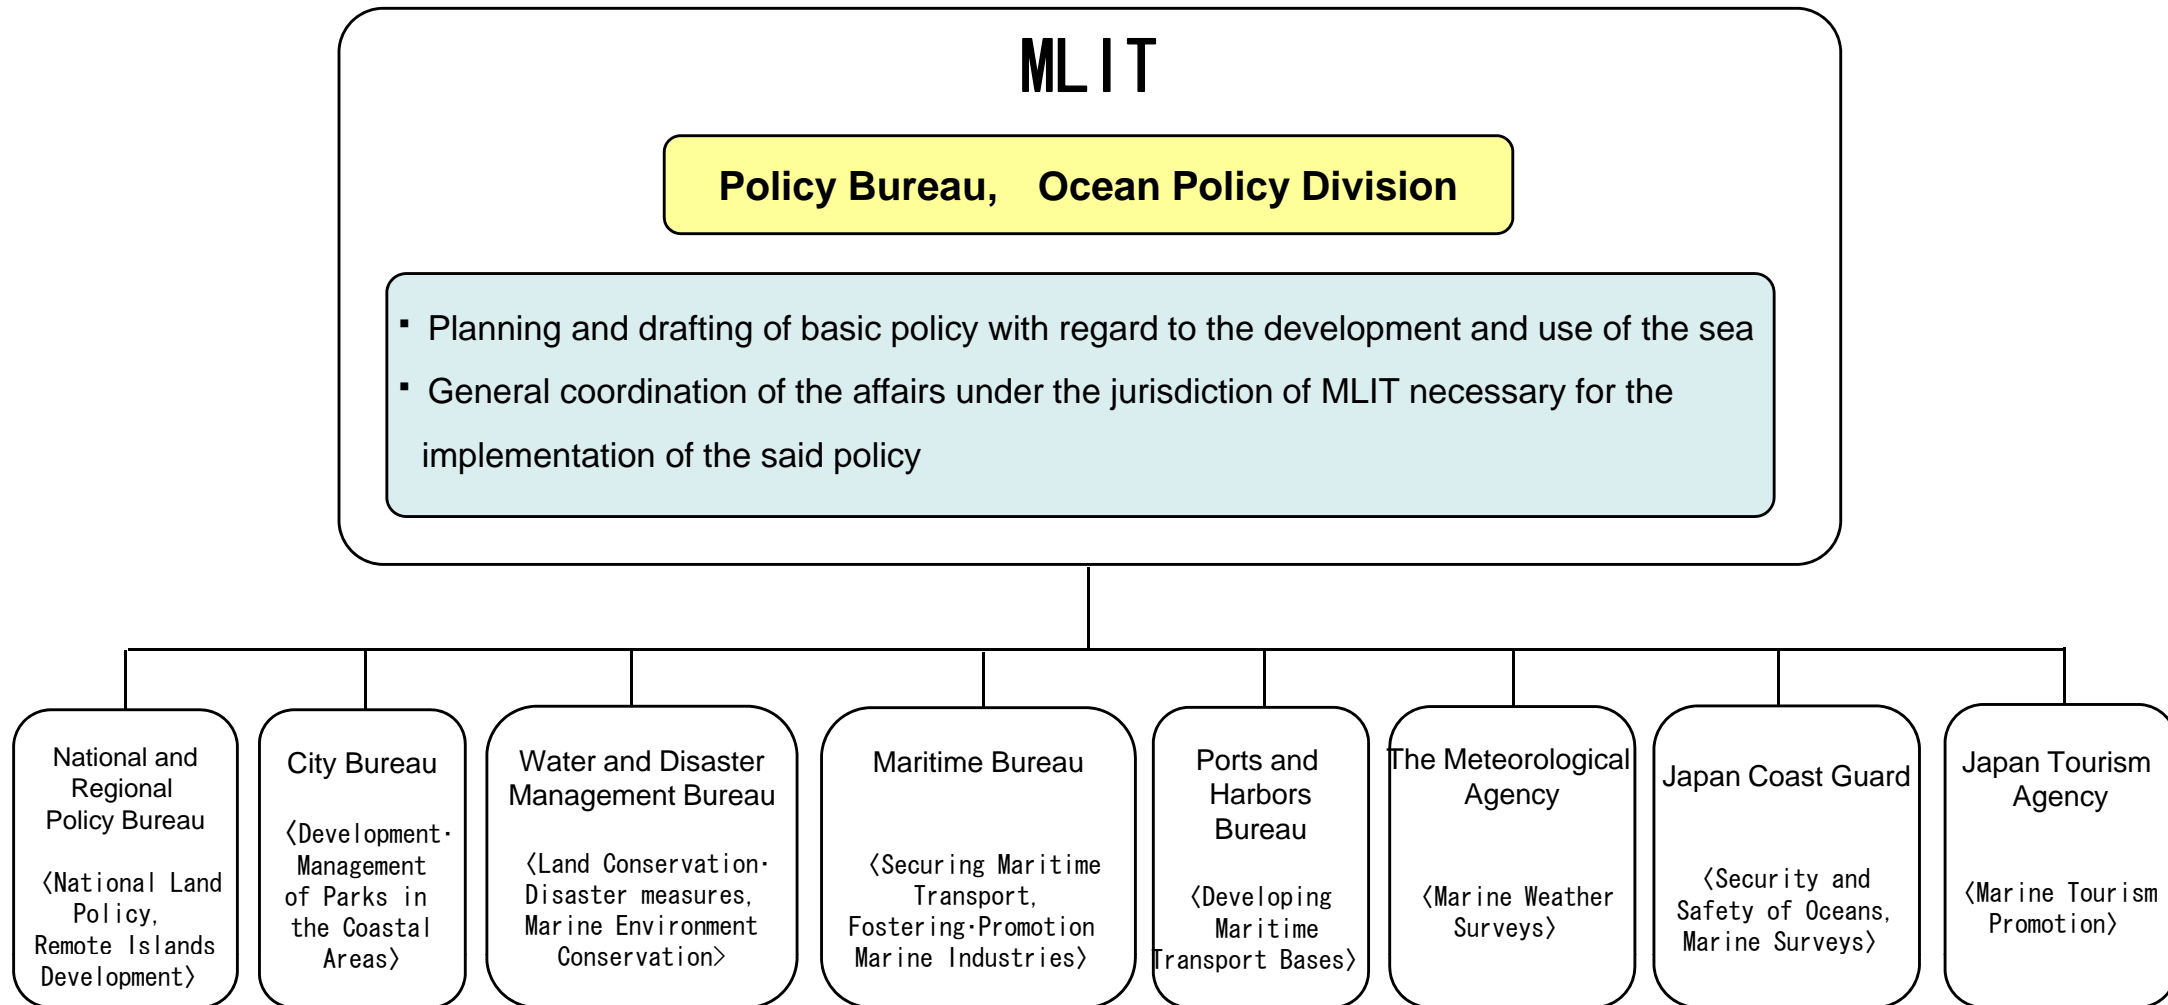 MLIT
Policy Bureau, Ocean Policy Division
▪ Planning and drafting of basic policy with regard to the development and use of the sea
▪ General coordination of the affairs under the jurisdiction of MLIT necessary for the
implementation of the said policy
National and
Regional
Policy Bureau
〈National Land
Policy,
Remote Islands
Development〉
City Bureau
〈Development・
Management
of Parks in
the Coastal
Areas〉
Water and Disaster
Management Bureau
〈Land Conservation・
Disaster measures,
Marine Environment
Conservation〉
Maritime Bureau
〈Securing Maritime
Transport,
Fostering・Promotion
Marine Industries〉
Ports and
Harbors
Bureau
〈Developing
Maritime
Transport Bases〉
The Meteorological
Agency
〈Marine Weather
Surveys〉
Japan Coast Guard
〈Security and
Safety of Oceans,
Marine Surveys〉
Japan Tourism
Agency
〈Marine Tourism
Promotion〉